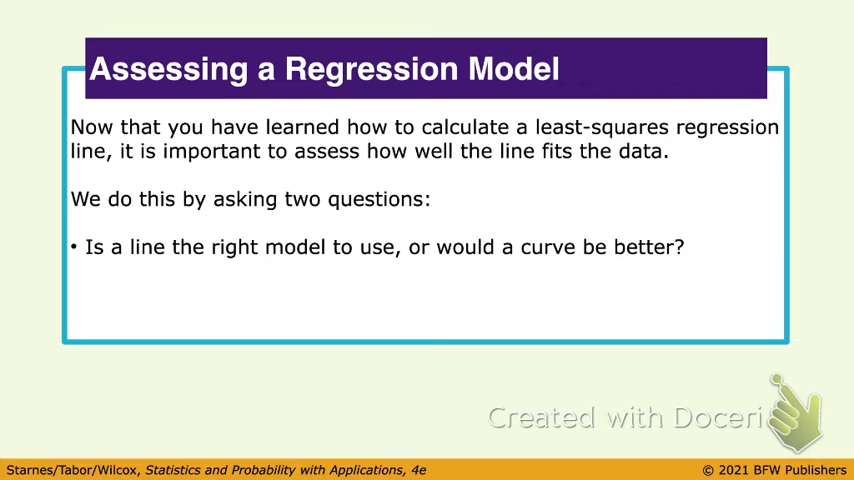 Assessing a Regression Model
Now that you have learned how to calculate a least-squares regression
line, it is important to assess how well the line fits the data.
We do this by asking two questions:
• Is a line the right model to use, or would a curve be better?
Created with Doceri
Starnes/Tabor/Wilcox, Statistics and Probability with Applications, 4e
© 2021 BFW Publishers